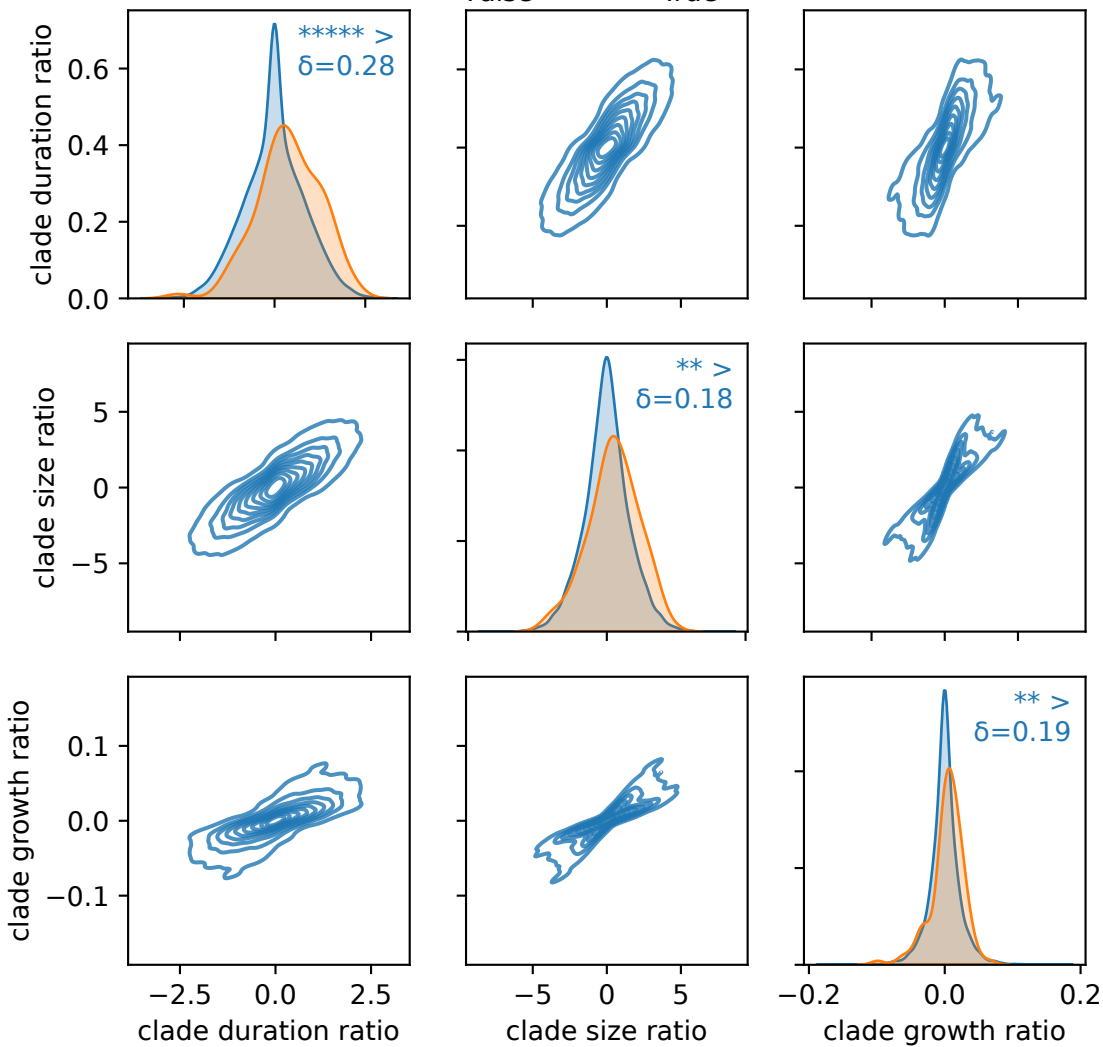 ***** >
δ=0.28
clade duration ratio
0.6
0.4
0.2
0.0
** >
δ=0.18
clade size ratio
5
0
−5
** >
δ=0.19
clade growth ratio
0.1
0.0
−0.1
−2.5 0.0 2.5 −5 0 5 −0.2 0.0 0.2
clade duration ratio clade size ratio clade growth ratio